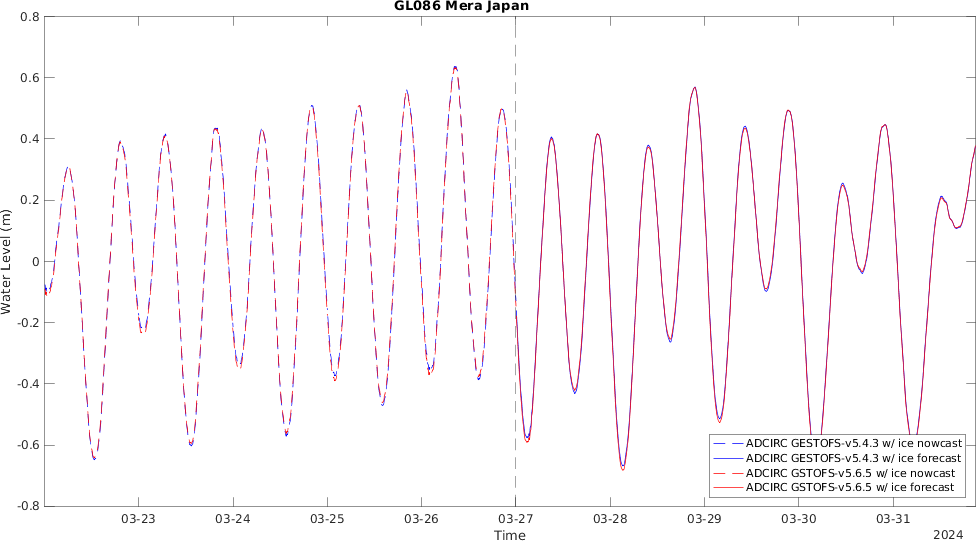 GL086 Mera Japan
0.8
0.6
0.4
0.2
0
-0.2
-0.4
-0.6
-0.8
Water Level (m)
ADCIRC GESTOFS-v5.4.3 w/ ice nowcast
ADCIRC GESTOFS-v5.4.3 w/ ice forecast
ADCIRC GSTOFS-v5.6.5 w/ ice nowcast
ADCIRC GSTOFS-v5.6.5 w/ ice forecast
03-23 03-24 03-25 03-26 03-27 03-28 03-29 03-30 03-31
Time
2024